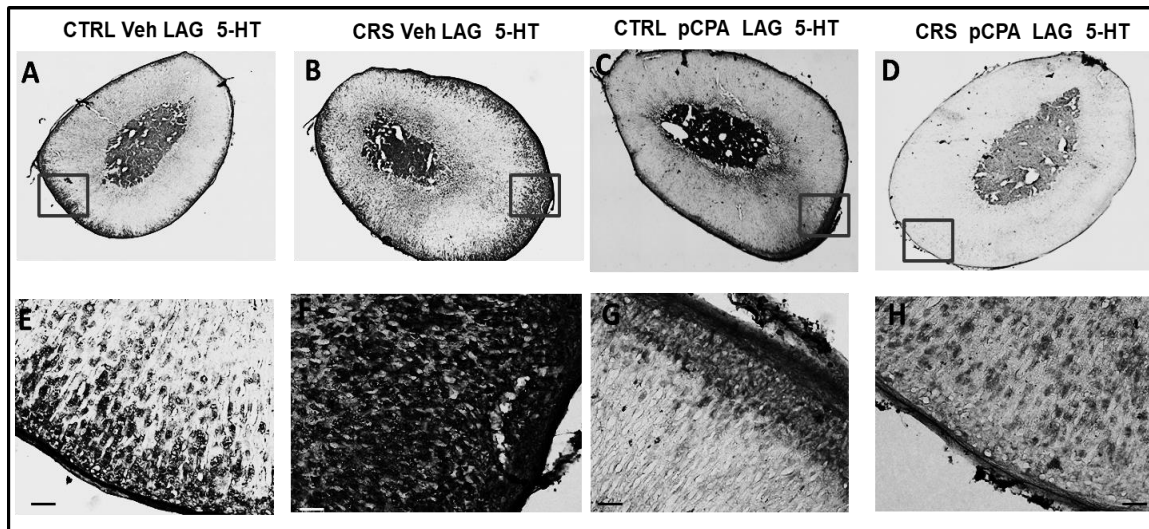 CTRL Veh LAG 5-HT CRS Veh LAG 5-HT CTRL pCPA LAG 5-HT CRS pCPA LAG 5-HT
A B C D
E F G H